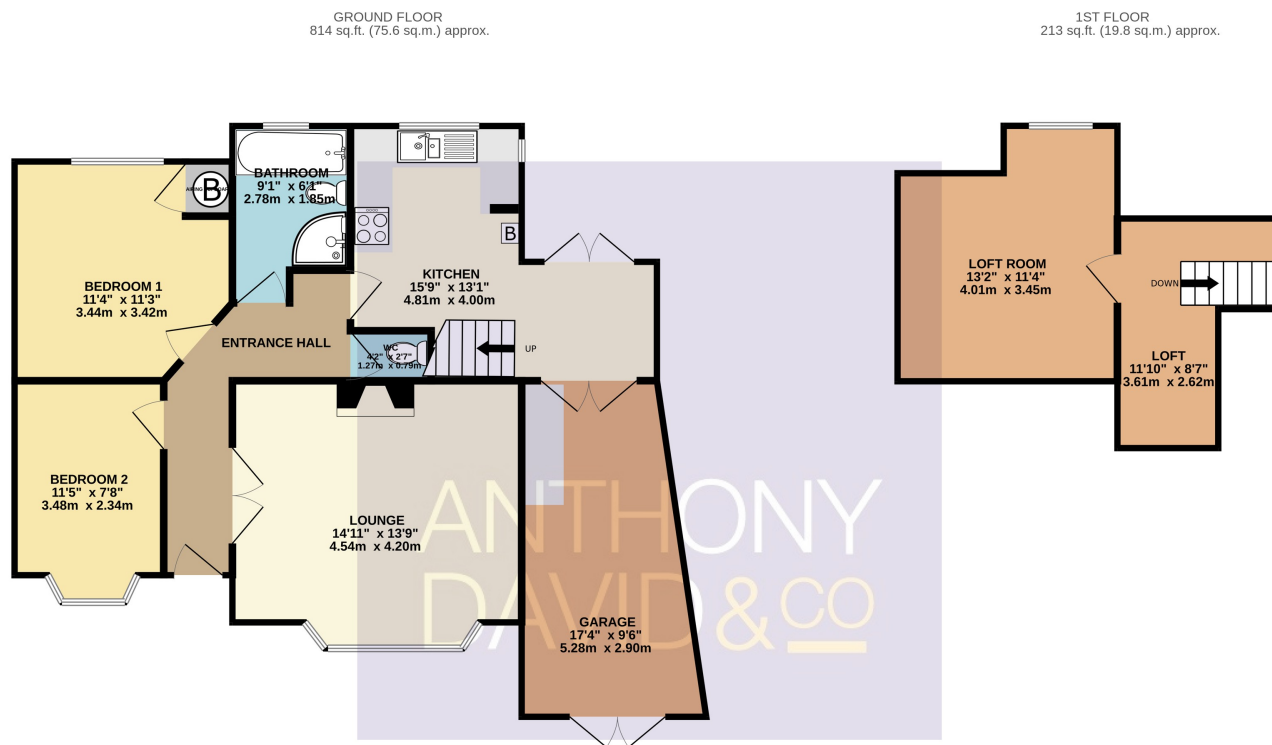 GROUND FLOOR
814 sq.ft. (75.6 sq.m.) approx.
1ST FLOOR
213 sq.ft. (19.8 sq.m.) approx.
BATHROOM
9'1" x 6'1"
2.78m x 1.85m
B
B
BEDROOM 1
11'4" x 11'3"
3.44m x 3.42m
KITCHEN
15'9" x 13'1"
4.81m x 4.00m
ENTRANCE HALL
WC
4'2" x 2'7"
1.27m x 0.79m
UP
BEDROOM 2
11'5" x 7'8"
3.48m x 2.34m
LOUNGE
14'11" x 13'9"
4.54m x 4.20m
GARAGE
17'4" x 9'6"
5.28m x 2.90m
LOFT ROOM
13'2" x 11'4"
4.01m x 3.45m
DOWN
LOFT
11'10" x 8'7"
3.61m x 2.62m
ANTHONY
DAVID & CO